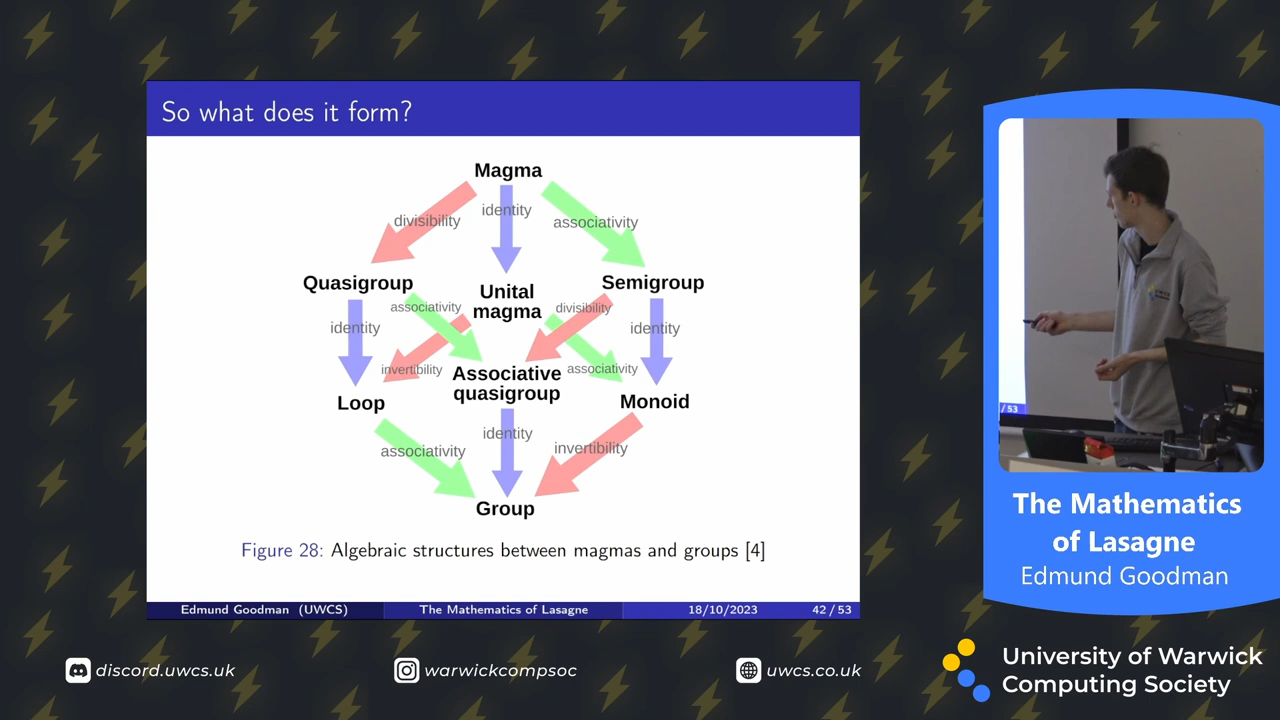 So what does it form?
Magma
divisibility
identity
associativity
Quasigroup
Unital
magma
Semigroup
associativity
divisibility
identity
identity
invertibility
associativity
Associative
quasigroup
Loop
Monoid
identity
associativity
invertibility
Group
Figure 28: Algebraic structures between magmas and groups [4]
Edmund Goodman (UWCS)
The Mathematics of Lasagne
18/10/2023
42 / 53
/ 53
The Mathematics
of Lasagne
Edmund Goodman
discord.uwcs.uk
warwickcompsoc
uwcs.co.uk
University of Warwick
Computing Society